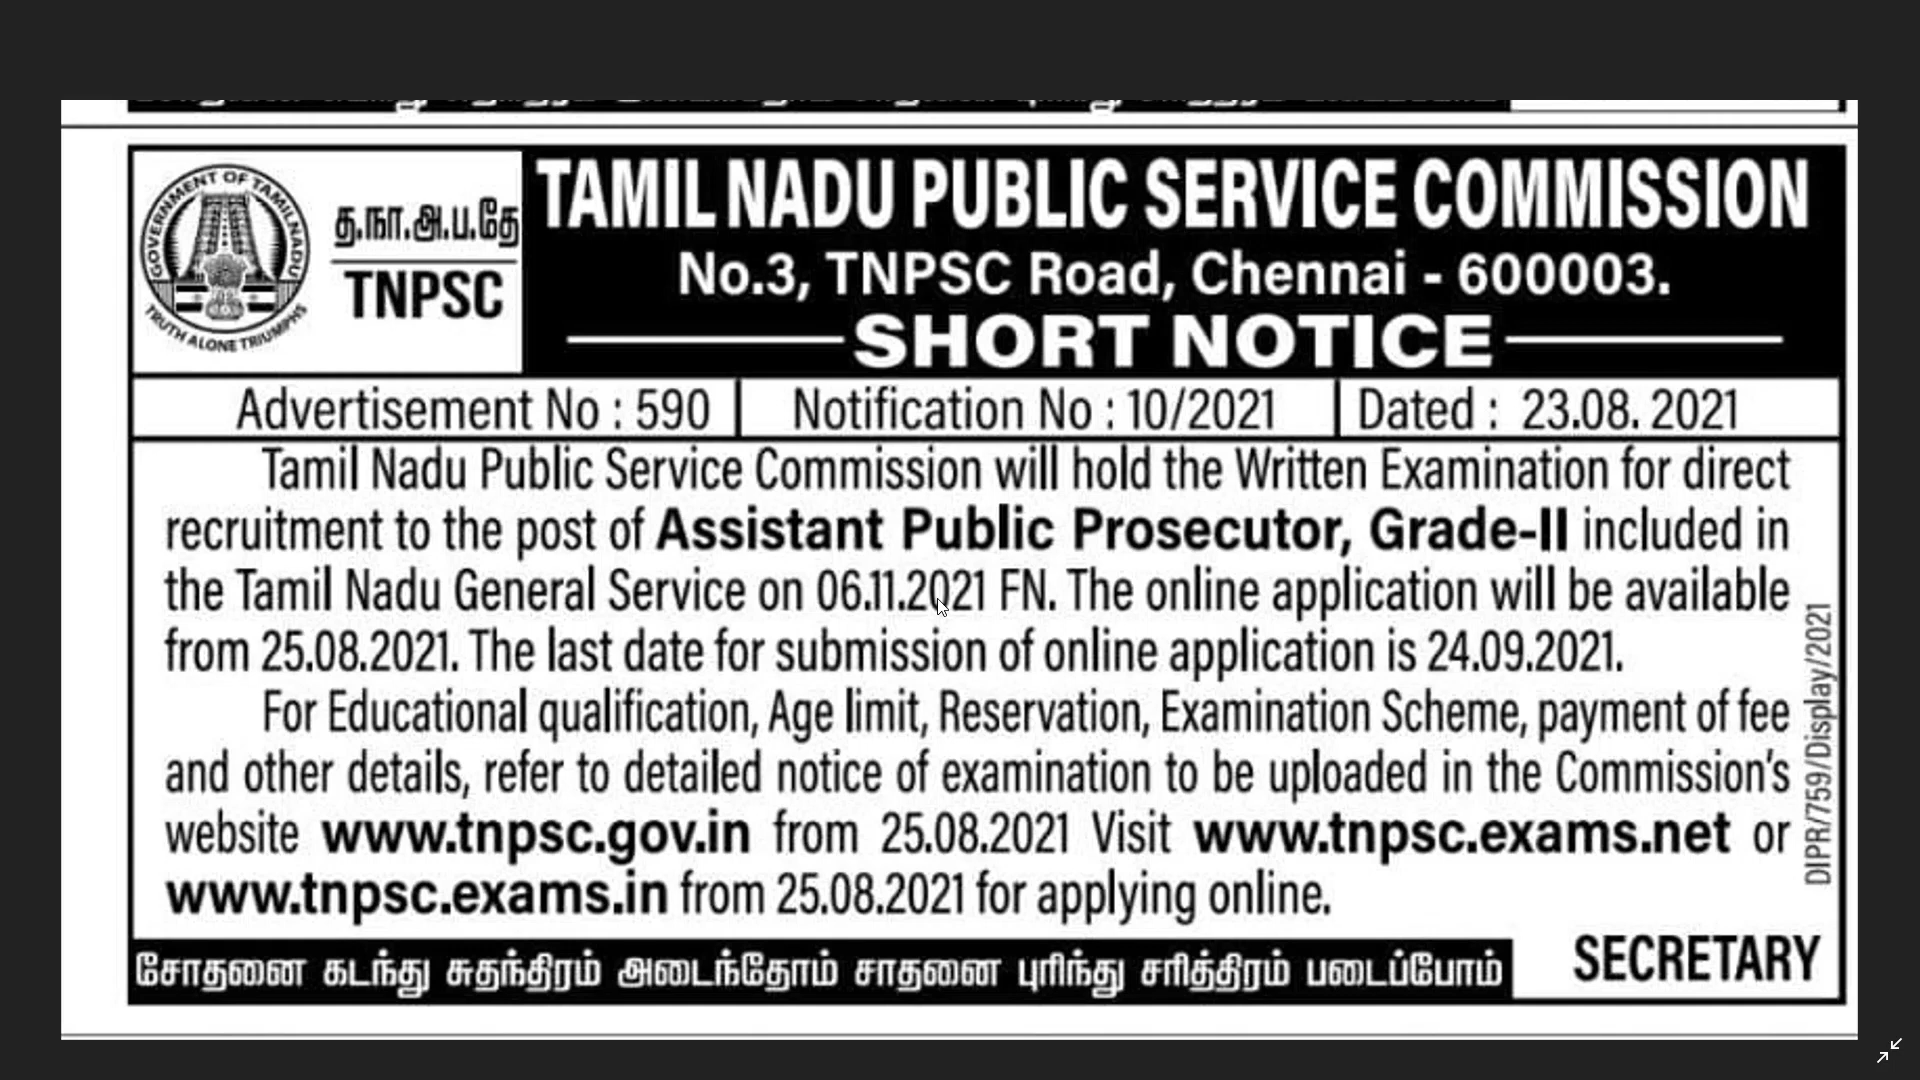 GOVERNMENT OF TAMILNADU
TRUTH ALONE TRIUMPHS
த.நா.அ.ப.தே
TNPSC
TAMIL NADU PUBLIC SERVICE COMMISSION
No.3, TNPSC Road, Chennai - 600003.
SHORT NOTICE
Advertisement No : 590 Notification No : 10/2021 Dated : 23.08. 2021
Tamil Nadu Public Service Commission will hold the Written Examination for direct
recruitment to the post of Assistant Public Prosecutor, Grade-II included in
the Tamil Nadu General Service on 06.11.2021 FN. The online application will be available
from 25.08.2021. The last date for submission of online application is 24.09.2021.
For Educational qualification, Age limit, Reservation, Examination Scheme, payment of fee
and other details, refer to detailed notice of examination to be uploaded in the Commission's
website www.tnpsc.gov.in from 25.08.2021 Visit www.tnpsc.exams.net or
www.tnpsc.exams.in from 25.08.2021 for applying online.
DIPR/759/Display/2021
SECRETARY
சோதனை கடந்து சுதந்திரம் அடைந்தோம் சாதனை புரிந்து சரித்திரம் படைப்போம்